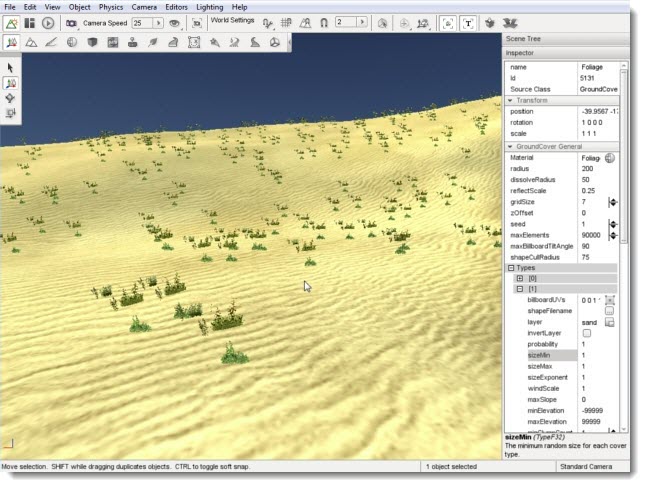 File Edit View Object Physics Camera Editors Lighting Help
Camera Speed 25 World Settings 2
Scene Tree
Inspector
name Foliage
Id 5131
Source Class GroundCove
Transform
position -39.9567 -1
rotation 1 0 0 0
scale 1 1 1
GroundCover General
Material Foliag
radius 200
dissolveRadius 50
reflectScale 0.25
gridSize 7
zOffset 0
seed 1
maxElements 90000
maxBillboardTiltAngle 90
shapeCullRadius 75
Types
[0]
[1]
billboardUVs 0 0 1
shapeFilename
layer sand
invertLayer
probability 1
sizeMin 1
sizeMax 1
sizeExponent 1
windScale 1
maxSlope 0
minElevation -99999
maxElevation 99999
sizeMin (TypeF32)
The minimum random size for each cover
type.
Move selection. SHIFT while dragging duplicates objects. CTRL to toggle soft snap. 1 object selected Standard Camera